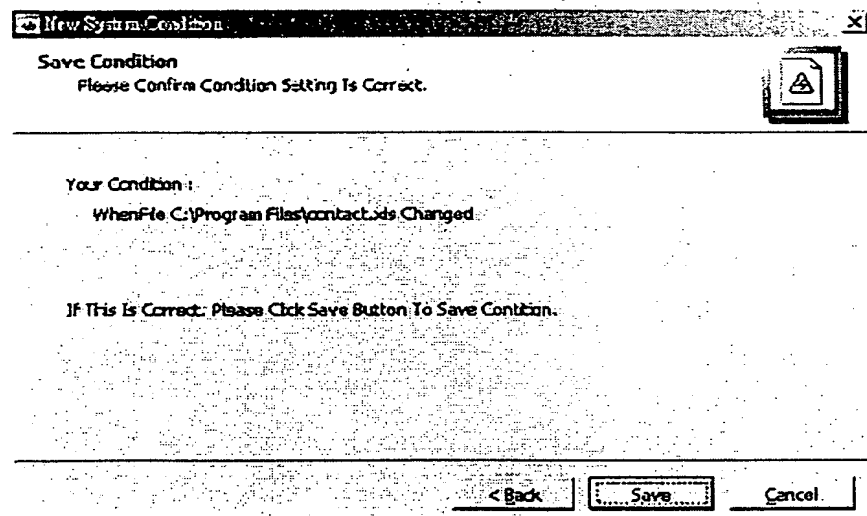 New System Condition
Save Condition
Please Confirm Condition Setting Is Correct.
Your Condition :
WhenFile C:\Program Files\contact.xls Changed
If This Is Correct. Please Click Save Button To Save Contition.
< Back
Save
Cancel